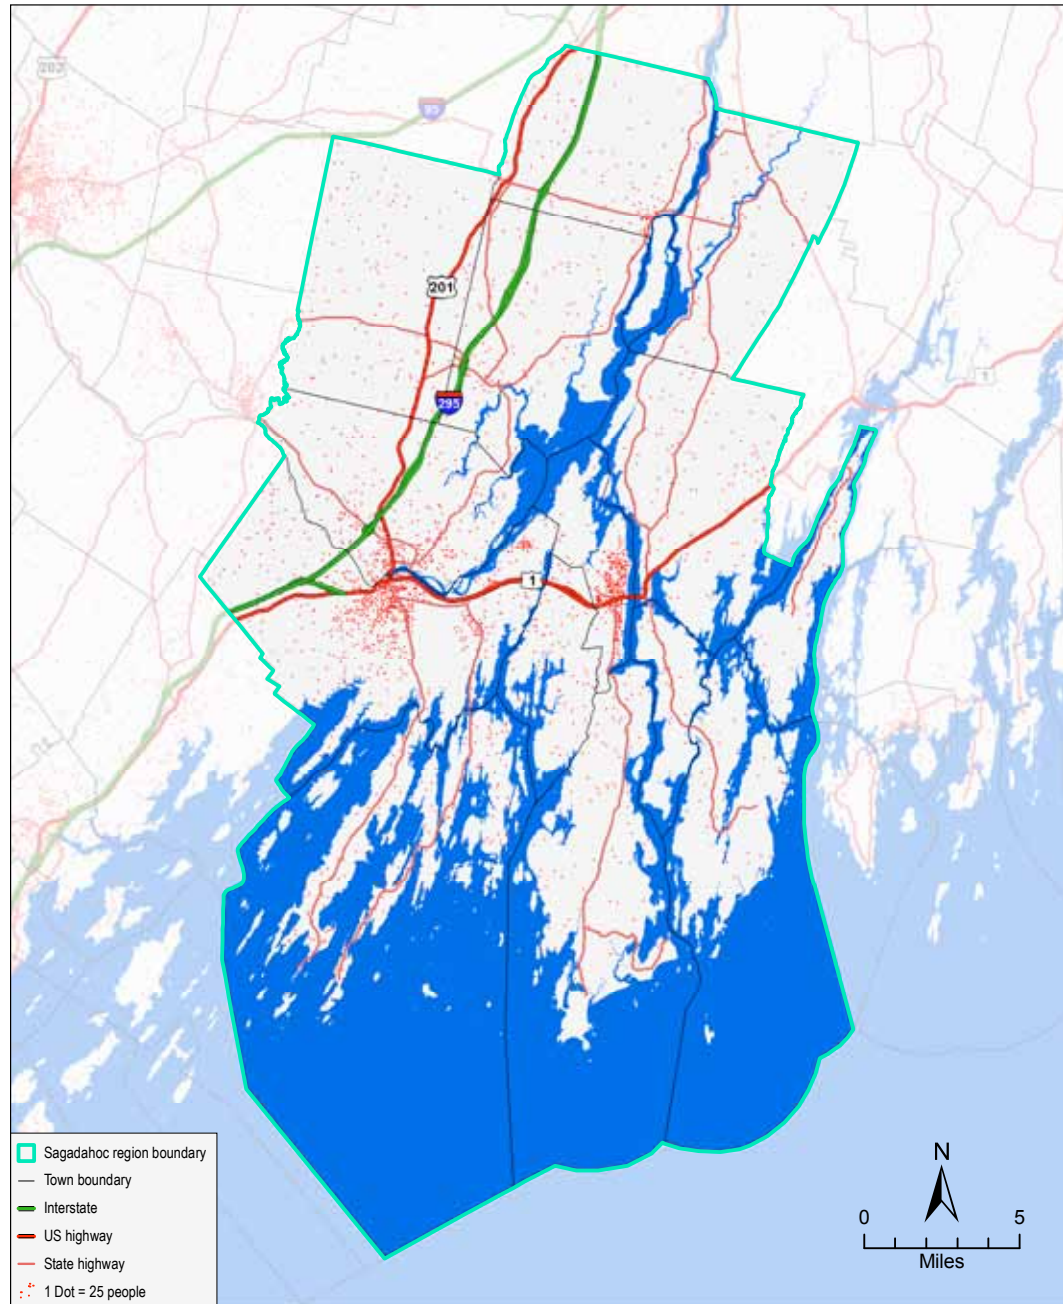 202
95
201
295
1
1
Sagadahoc region boundary
Town boundary
Interstate
US highway
State highway
1 Dot = 25 people
N
0 5
Miles